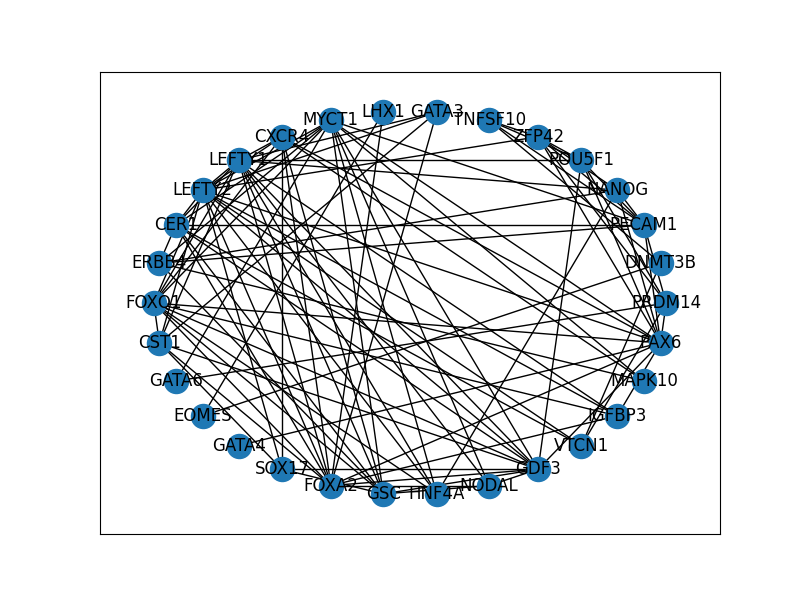 LHX1
GATA3
MYCT1
TNFSF10
CXCR4
ZFP42
LEFTY1
POU5F1
LEFTY2
NANOG
CER1
PECAM1
ERBB4
DNMT3B
FOXQ1
PRDM14
CST1
PAX6
GATA6
MAPK10
EOMES
IGFBP3
GATA4
VTCN1
SOX17
GDF3
FOXA2
NODAL
GSC
HNF4A